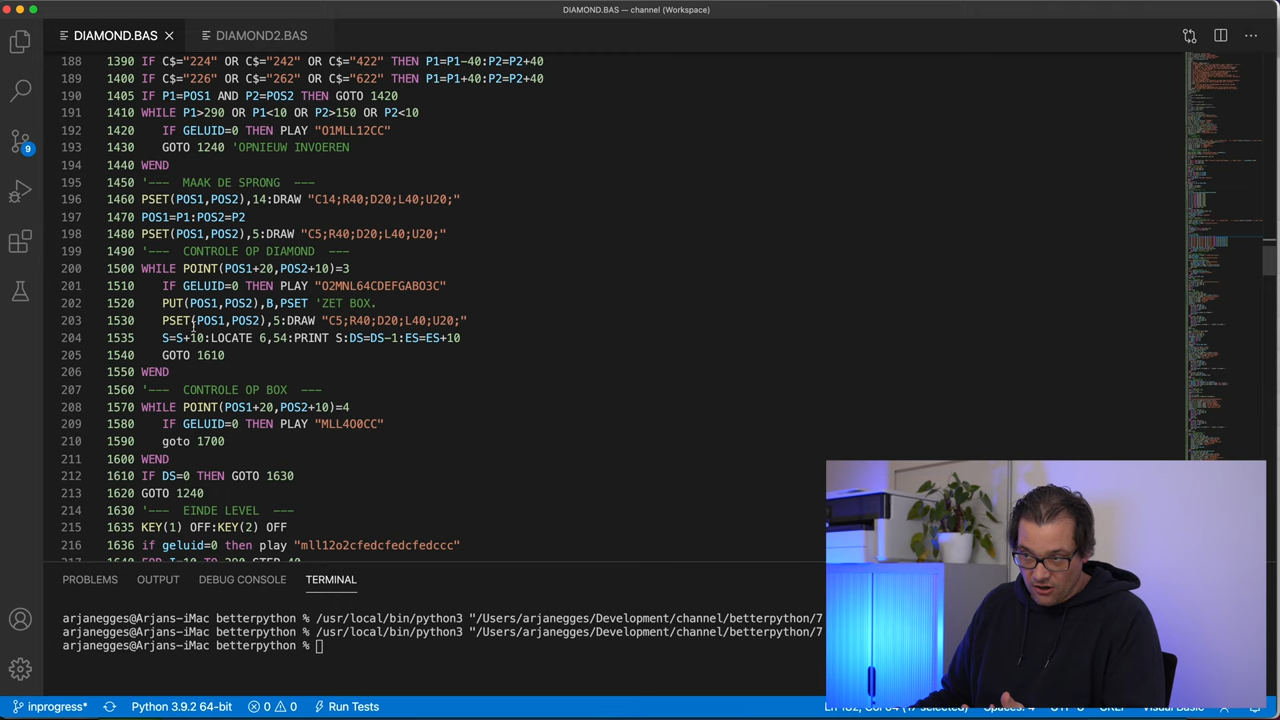 DIAMOND.BAS — channel (Workspace)
DIAMOND.BAS
DIAMOND2.BAS
188 1390 IF C$="224" OR C$="242" OR C$="422" THEN P1=P1-40:P2=P2+40
189 1400 IF C$="226" OR C$="262" OR C$="622" THEN P1=P1+40:P2=P2+40
190 1405 IF P1=POS1 AND P2=POS2 THEN GOTO 1420
191 1410 WHILE P1>290 OR P1<10 OR P2>150 OR P2<10
192 1420 IF GELUID=0 THEN PLAY "O1MLL12CC"
193 1430 GOTO 1240 'OPNIEUW INVOEREN
194 1440 WEND
195 1450 '--- MAAK DE SPRONG ---
196 1460 PSET(POS1,POS2),14:DRAW "C14;R40;D20;L40;U20;"
197 1470 POS1=P1:POS2=P2
198 1480 PSET(POS1,POS2),5:DRAW "C5;R40;D20;L40;U20;"
199 1490 '--- CONTROLE OP DIAMOND ---
200 1500 WHILE POINT(POS1+20,POS2+10)=3
201 1510 IF GELUID=0 THEN PLAY "O2MNL64CDEFGABO3C"
202 1520 PUT(POS1,POS2),B,PSET 'ZET BOX.
203 1530 PSET(POS1,POS2),5:DRAW "C5;R40;D20;L40;U20;"
204 1535 S=S+10:LOCATE 6,54:PRINT S:DS=DS-1:ES=ES+10
205 1540 GOTO 1610
206 1550 WEND
207 1560 '--- CONTROLE OP BOX ---
208 1570 WHILE POINT(POS1+20,POS2+10)=4
209 1580 IF GELUID=0 THEN PLAY "MLL4O0CC"
210 1590 goto 1700
211 1600 WEND
212 1610 IF DS=0 THEN GOTO 1630
213 1620 GOTO 1240
214 1630 '--- EINDE LEVEL ---
215 1635 KEY(1) OFF:KEY(2) OFF
216 1636 if geluid=0 then play "mll12o2cfedcfedcfedccc"
9
PROBLEMS OUTPUT DEBUG CONSOLE TERMINAL
arjanegges@Arjans-iMac betterpython % /usr/local/bin/python3 "/Users/arjanegges/Development/channel/betterpython/7
arjanegges@Arjans-iMac betterpython % /usr/local/bin/python3 "/Users/arjanegges/Development/channel/betterpython/7
arjanegges@Arjans-iMac betterpython %
inprogress* Python 3.9.2 64-bit 0 0 Run Tests